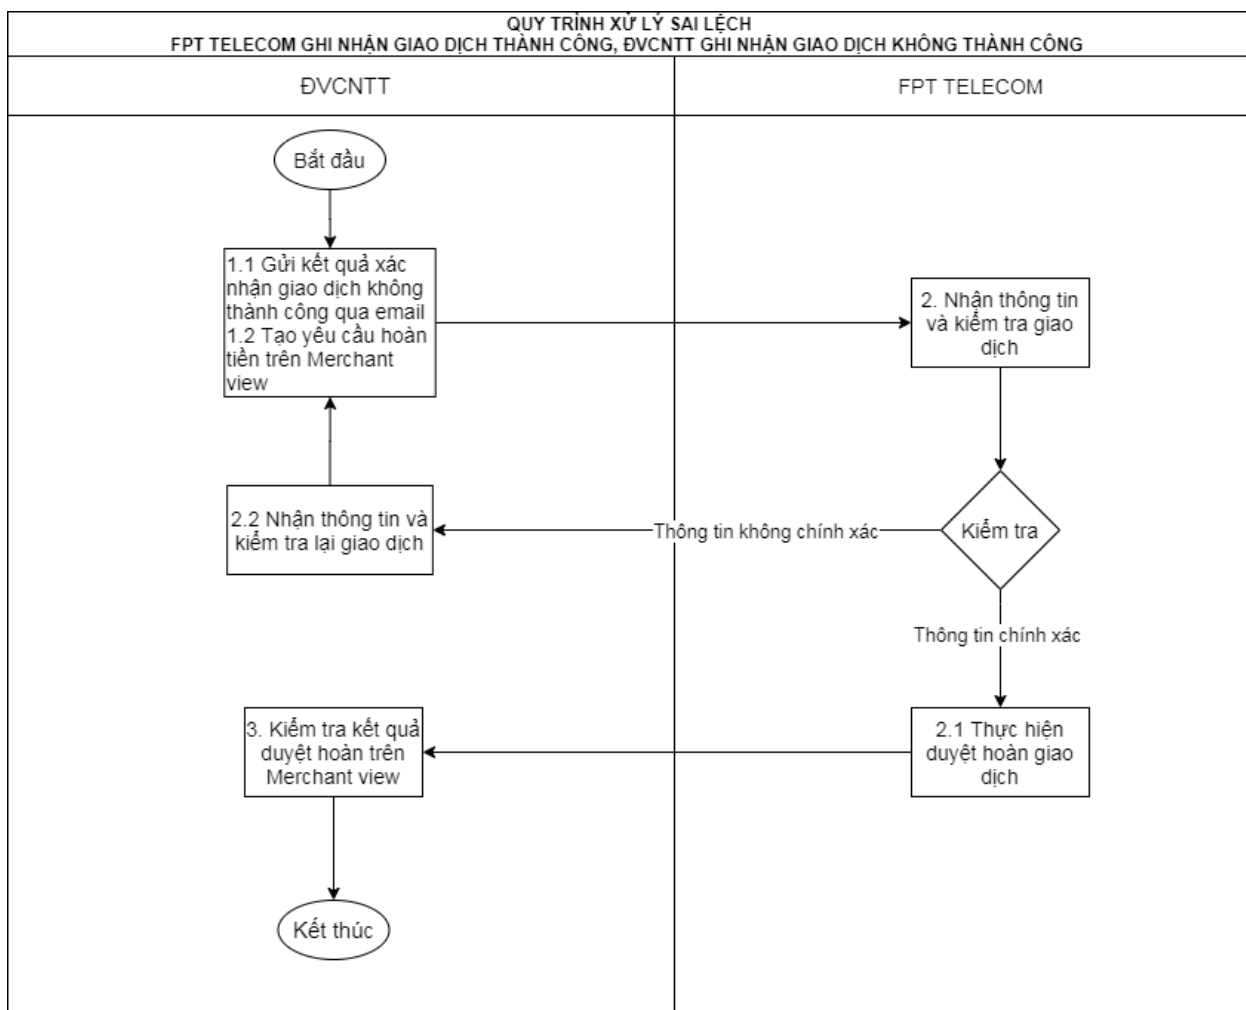 QUY TRÌNH XỬ LÝ SAI LỆCH
FPT TELECOM GHI NHẬN GIAO DỊCH THÀNH CÔNG, ĐVCNTT GHI NHẬN GIAO DỊCH KHÔNG THÀNH CÔNG
ĐVCNTT
FPT TELECOM
Bắt đầu
1.1 Gửi kết quả xác
nhận giao dịch không
thành công qua email
1.2 Tạo yêu cầu hoàn
tiền trên Merchant
view
2. Nhận thông tin
và kiểm tra giao
dịch
2.2 Nhận thông tin và
kiểm tra lại giao dịch
Thông tin không chính xác
Kiểm tra
Thông tin chính xác
3. Kiểm tra kết quả
duyệt hoàn trên
Merchant view
2.1 Thực hiện
duyệt hoàn giao
dịch
Kết thúc